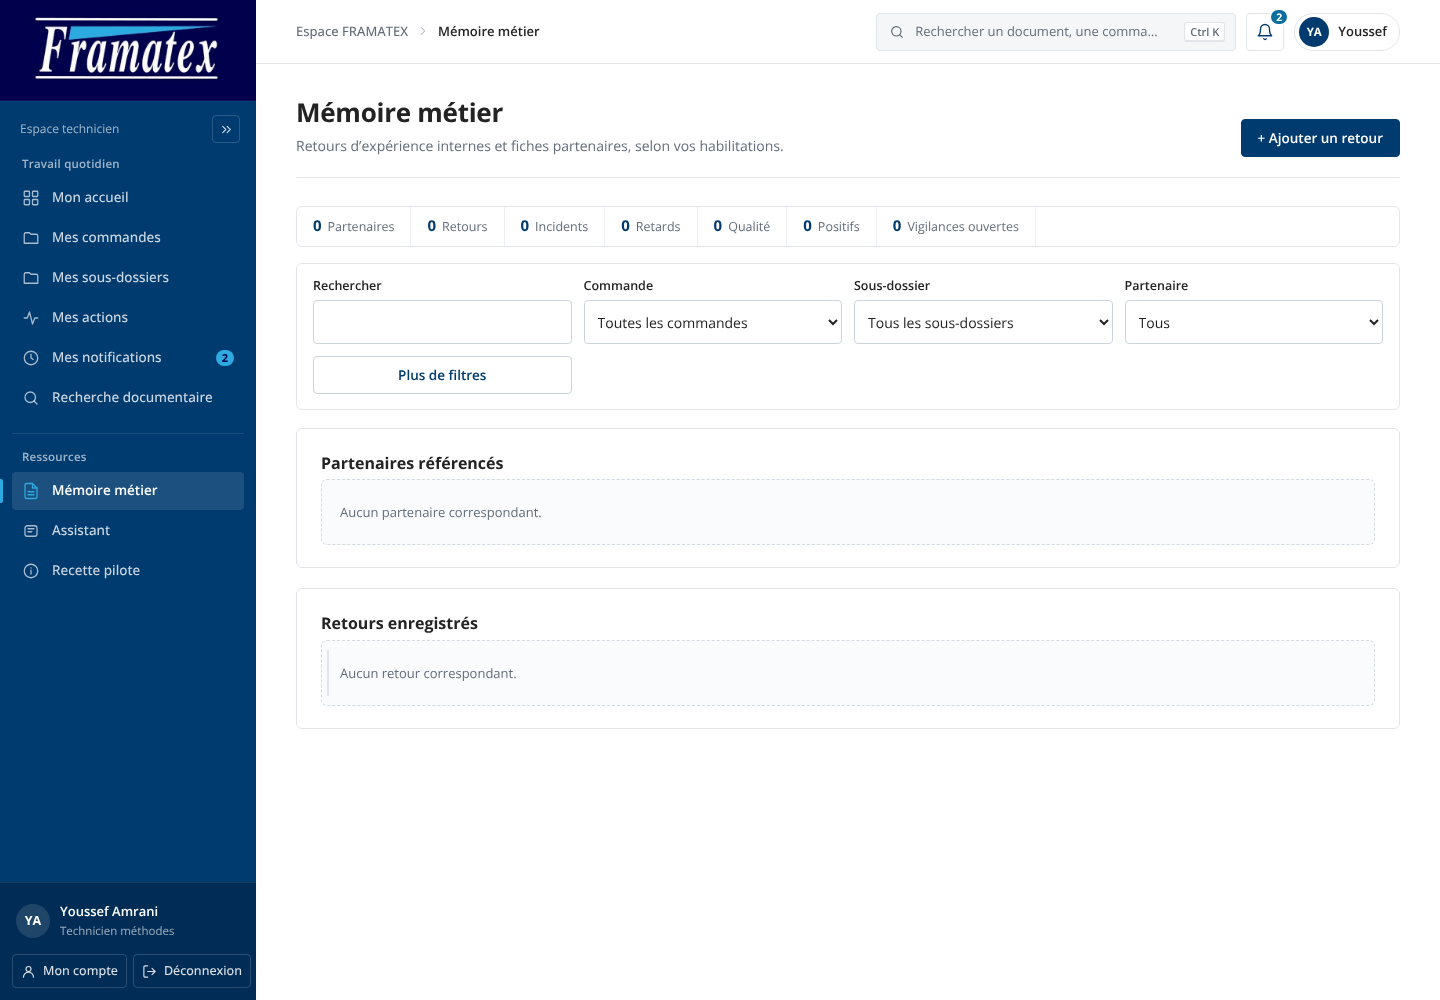 Framatex
Espace technicien
Travail quotidien
Mon accueil
Mes commandes
Mes sous-dossiers
Mes actions
Mes notifications 2
Recherche documentaire
Ressources
Mémoire métier
Assistant
Recette pilote
YA Youssef Amrani
Technicien méthodes
Mon compte Déconnexion
Espace FRAMATEX Mémoire métier
Rechercher un document, une comma... Ctrl K 2 YA Youssef
Mémoire métier
Retours d’expérience internes et fiches partenaires, selon vos habilitations.
+ Ajouter un retour
0 Partenaires 0 Retours 0 Incidents 0 Retards 0 Qualité 0 Positifs 0 Vigilances ouvertes
Rechercher Commande Sous-dossier Partenaire
Toutes les commandes Tous les sous-dossiers Tous
Plus de filtres
Partenaires référencés
Aucun partenaire correspondant.
Retours enregistrés
Aucun retour correspondant.